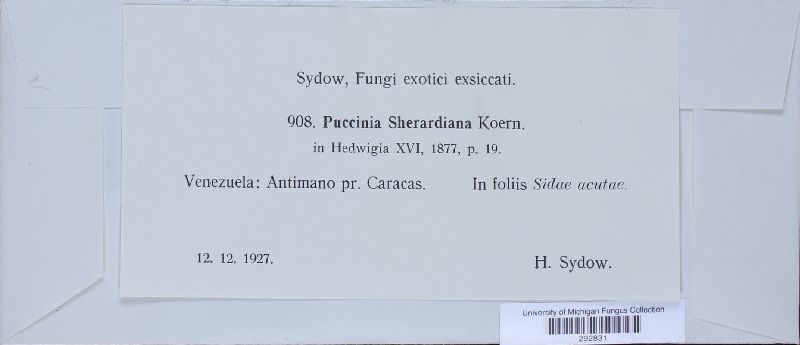 Sydow, Fungi exotici exsiccati.
908. Puccinia Sherardiana Koern.
in Hedwigia XVI, 1877, p. 19.
Venezuela: Antimano pr. Caracas. In foliis Sidae acutae.
12. 12. 1927.
H. Sydow.
University of Michigan Fungus Collection
292831